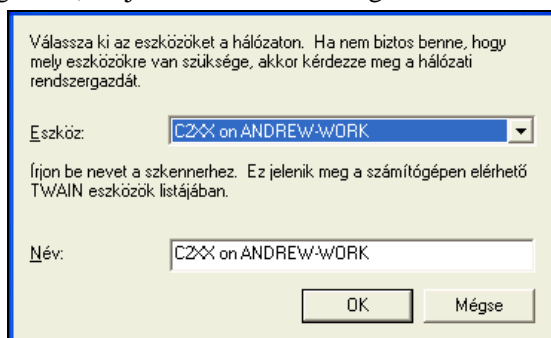 Válassza ki az eszközöket a hálózaton. Ha nem biztos benne, hogy
mely eszközökre van szüksége, akkor kérdezze meg a hálózati
rendszergazdát.
Eszköz: C2XX on ANDREW-WORK
Írjon be nevet a szkennerhez. Ez jelenik meg a számítógépen elérhető
TWAIN eszközök listájában.
Név: C2XX on ANDREW-WORK
OK Mégse